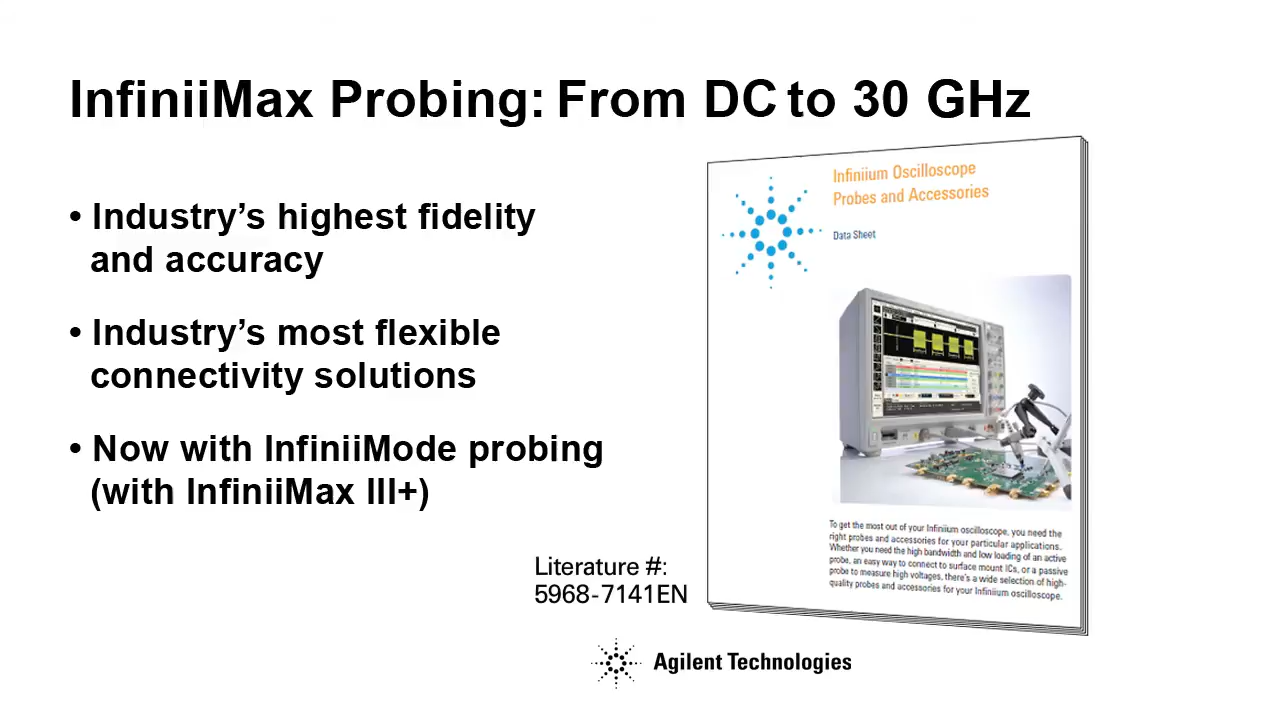 InfiniiMax Probing: From DC to 30 GHz
• Industry’s highest fidelity
and accuracy
• Industry’s most flexible
connectivity solutions
• Now with InfiniiMode probing
(with InfiniiMax III+)
Infiniium Oscilloscope
Probes and Accessories
Data Sheet
To get the most out of your Infiniium oscilloscope, you need the
right probes and accessories for your particular applications.
Whether you need the high bandwidth and low loading of an active
probe, an easy way to connect to surface mount ICs, or a passive
probe to measure high voltages, there’s a wide selection of high-
quality probes and accessories for your Infiniium oscilloscope.
Literature #:
5968-7141EN
Agilent Technologies